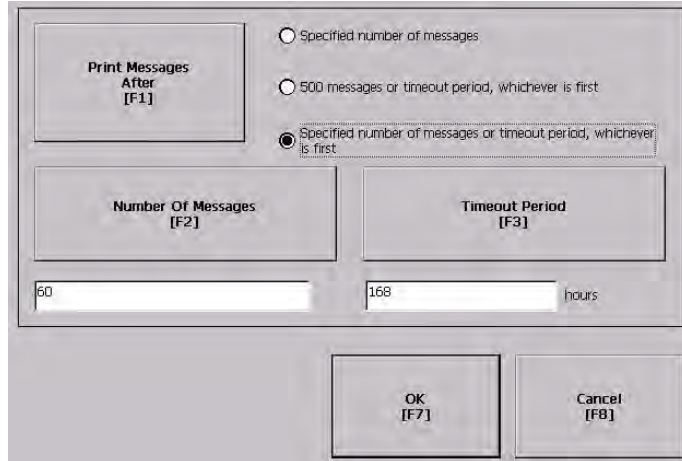 Print Messages
After
[F1]
Specified number of messages
500 messages or timeout period, whichever is first
Specified number of messages or timeout period, whichever
is first
Number Of Messages
[F2]
Timeout Period
[F3]
60
168
hours
OK
[F7]
Cancel
[F8]